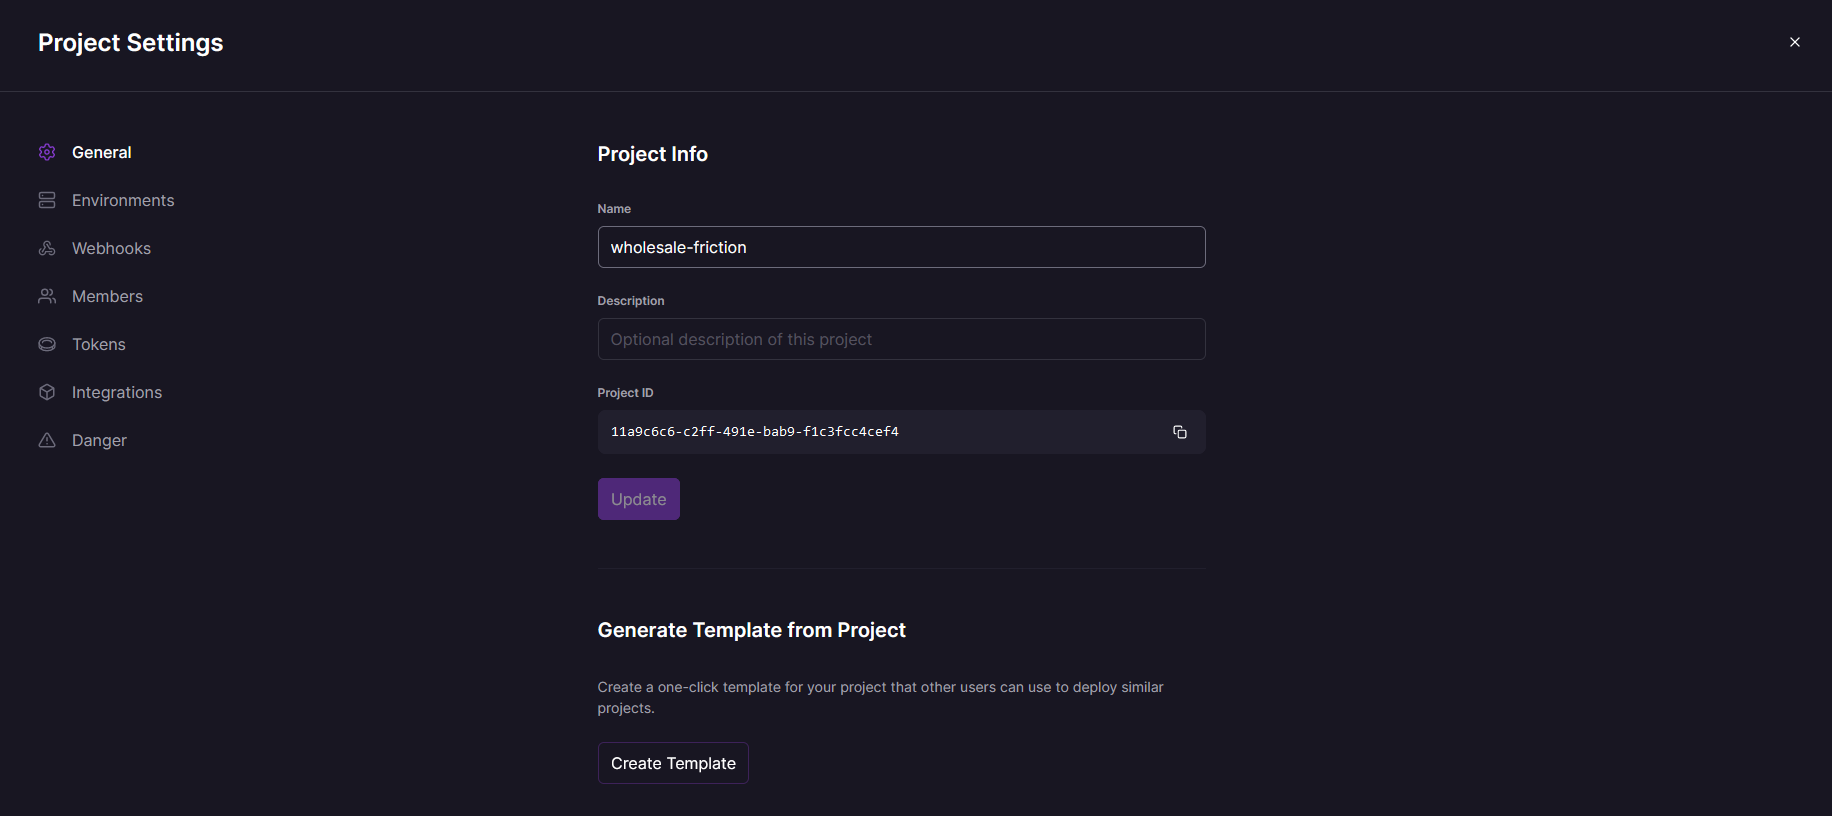 Project Settings
General
Environments
Webhooks
Members
Tokens
Integrations
Danger
Project Info
Name
wholesale-friction
Description
Optional description of this project
Project ID
11a9c6c6-c2ff-491e-bab9-f1c3fcc4cef4
Update
Generate Template from Project
Create a one-click template for your project that other users can use to deploy similar
projects.
Create Template